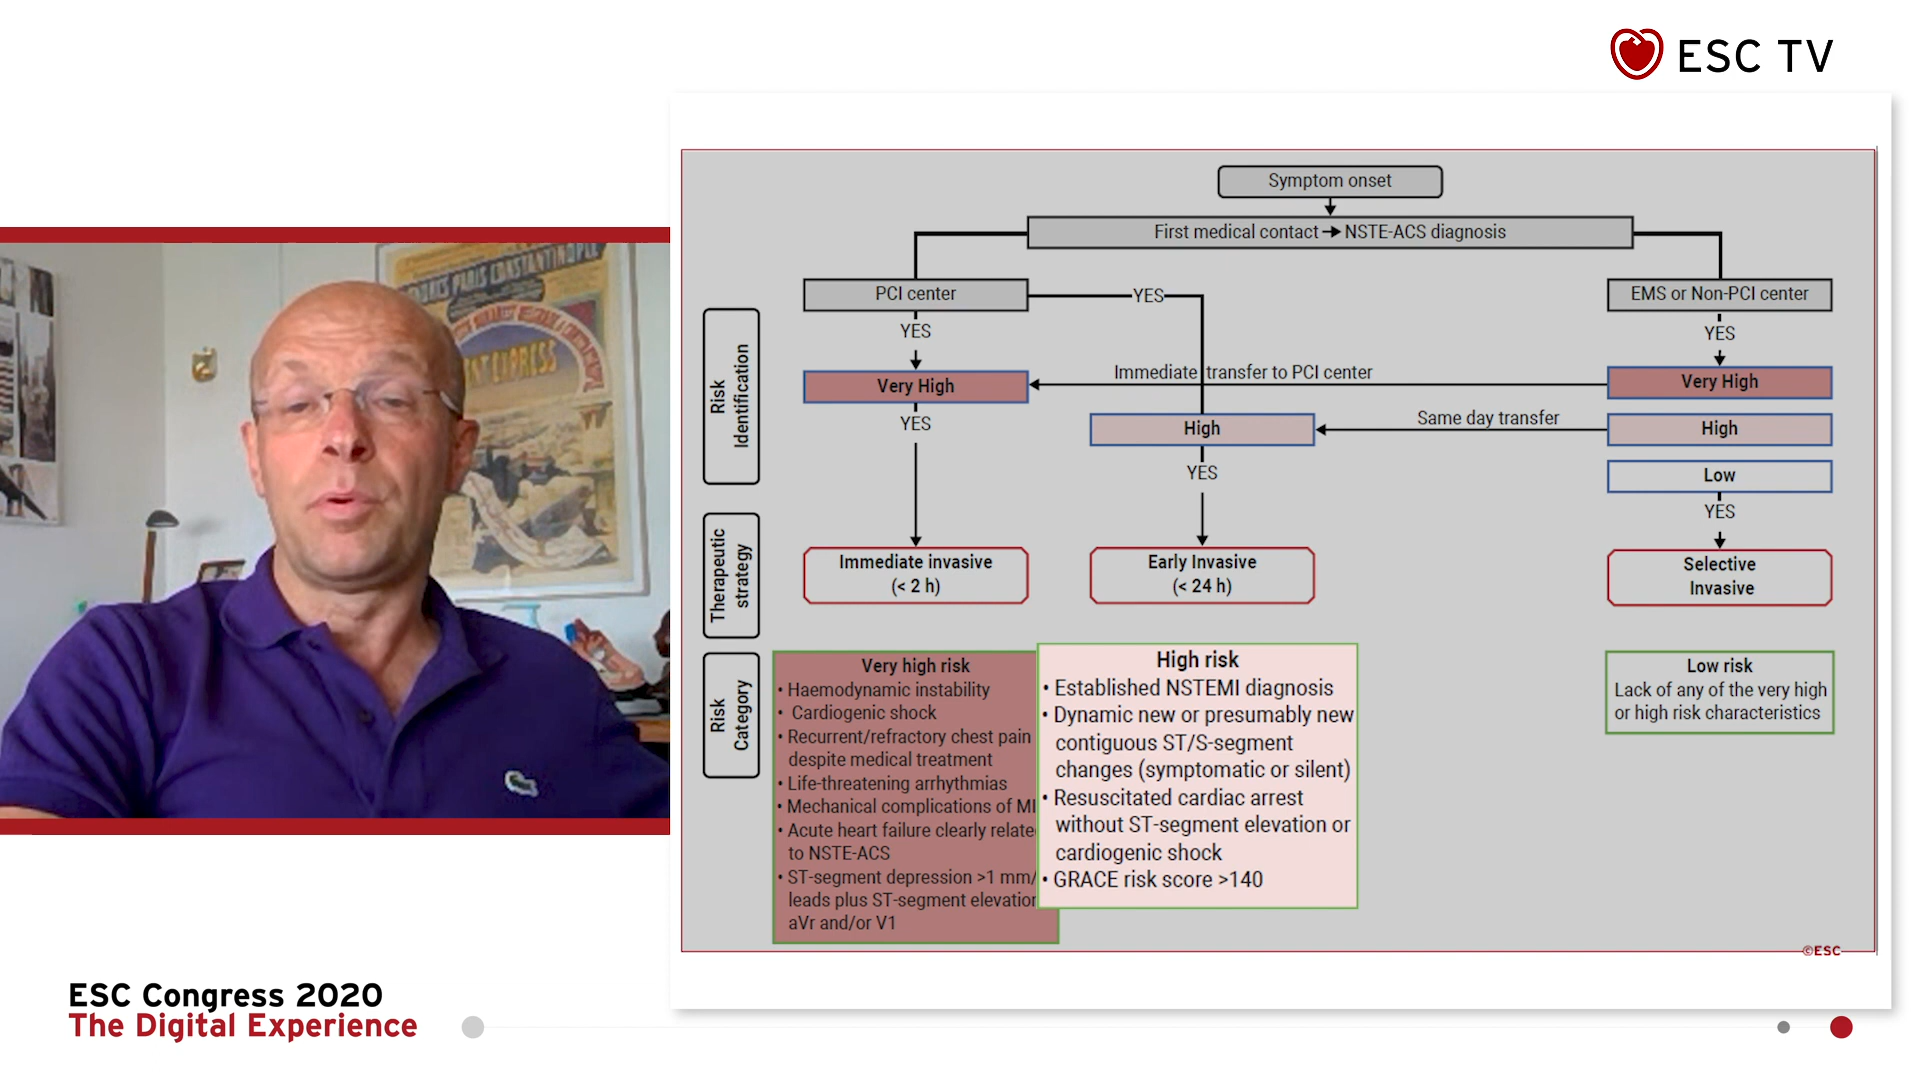 ESC TV
Symptom onset
First medical contact → NSTE-ACS diagnosis
PCI center
YES
EMS or Non-PCI center
YES
YES
Risk
Identification
Very High
Immediate transfer to PCI center
Very High
YES
High
Same day transfer
High
YES
Low
YES
Therapeutic
strategy
Immediate invasive
(< 2 h)
Early Invasive
(< 24 h)
Selective
Invasive
Risk
Category
Very high risk
• Haemodynamic instability
• Cardiogenic shock
• Recurrent/refractory chest pain
despite medical treatment
• Life-threatening arrhythmias
• Mechanical complications of MI
• Acute heart failure clearly relate
to NSTE-ACS
• ST-segment depression >1 mm/
leads plus ST-segment elevation
aVr and/or V1
High risk
• Established NSTEMI diagnosis
• Dynamic new or presumably new
contiguous ST/S-segment
changes (symptomatic or silent)
• Resuscitated cardiac arrest
without ST-segment elevation or
cardiogenic shock
• GRACE risk score >140
Low risk
Lack of any of the very high
or high risk characteristics
©ESC
PARIS CONSTANTINOPLE
ESC Congress 2020
The Digital Experience